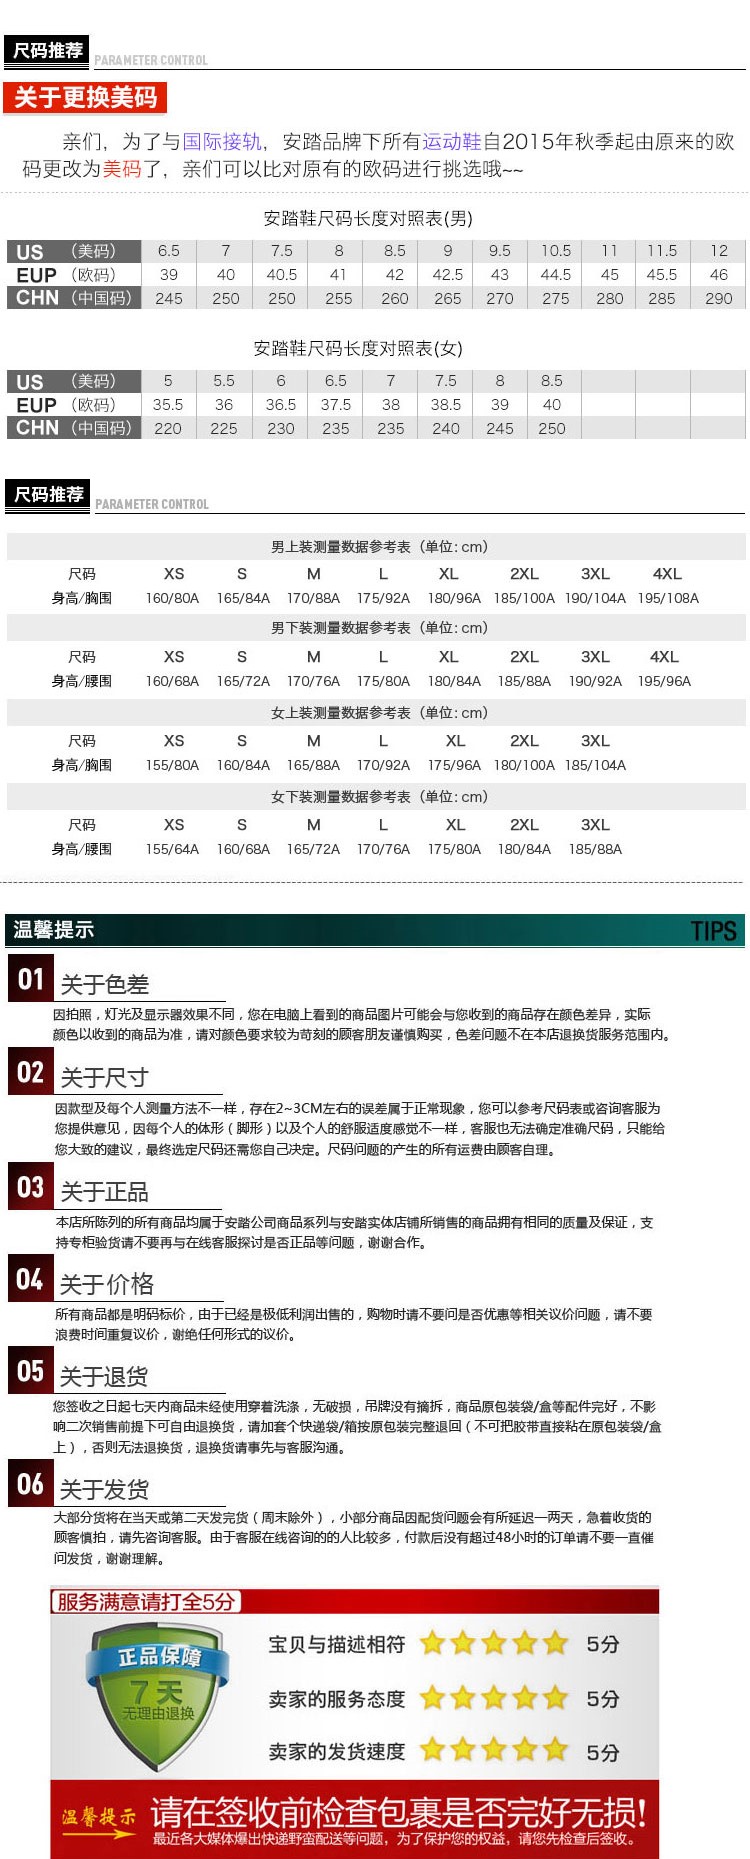 尺码推荐 PARAMETER CONTROL
关于更换美码
亲们，为了与国际接轨，安踏品牌下所有运动鞋自2015年秋季起由原来的欧
码更改为美码了，亲们可以比对原有的欧码进行挑选哦~~
安踏鞋尺码长度对照表(男)
US （美码） 6.5 7 7.5 8 8.5 9 9.5 10.5 11 11.5 12
EUP （欧码） 39 40 40.5 41 42 42.5 43 44.5 45 45.5 46
CHN （中国码） 245 250 250 255 260 265 270 275 280 285 290
安踏鞋尺码长度对照表(女)
US （美码） 5 5.5 6 6.5 7 7.5 8 8.5
EUP （欧码） 35.5 36 36.5 37.5 38 38.5 39 40
CHN （中国码） 220 225 230 235 235 240 245 250
尺码推荐 PARAMETER CONTROL
男上装测量数据参考表（单位: cm）
尺码 XS S M L XL 2XL 3XL 4XL
身高/胸围 160/80A 165/84A 170/88A 175/92A 180/96A 185/100A 190/104A 195/108A
男下装测量数据参考表（单位: cm）
尺码 XS S M L XL 2XL 3XL 4XL
身高/腰围 160/68A 165/72A 170/76A 175/80A 180/84A 185/88A 190/92A 195/96A
女上装测量数据参考表（单位: cm）
尺码 XS S M L XL 2XL 3XL
身高/胸围 155/80A 160/84A 165/88A 170/92A 175/96A 180/100A 185/104A
女下装测量数据参考表（单位: cm）
尺码 XS S M L XL 2XL 3XL
身高/腰围 155/64A 160/68A 165/72A 170/76A 175/80A 180/84A 185/88A
温馨提示 TIPS
01 关于色差
因拍照，灯光及显示器效果不同，您在电脑上看到的商品图片可能会与您收到的商品存在颜色差异，实际
颜色以收到的商品为准，请对颜色要求较为苛刻的顾客朋友谨慎购买，色差问题不在本店退换货服务范围内。
02 关于尺寸
因款型及每个人测量方法不一样，存在2~3CM左右的误差属于正常现象，您可以参考尺码表或咨询客服为
您提供意见，因每个人的体形（脚形）以及个人的舒服适度感觉不一样，客服也无法确定准确尺码，只能给
您大致的建议，最终选定尺码还需您自己决定。尺码问题的产生的所有运费由顾客自理。
03 关于正品
本店所陈列的所有商品均属于安踏公司商品系列与安踏实体店铺所销售的商品拥有相同的质量及保证，支
持专柜验货请不要再与在线客服探讨是否正品等问题，谢谢合作。
04 关于价格
所有商品都是明码标价，由于已经是极低利润出售的，购物时请不要问是否优惠等相关议价问题，请不要
浪费时间重复议价，谢绝任何形式的议价。
05 关于退货
您签收之日起七天内商品未经使用穿着洗涤，无破损，吊牌没有摘拆，商品原包装袋/盒等配件完好，不影
响二次销售前提下可自由退换货，请加套个快递袋/箱按原包装完整退回（不可把胶带直接粘在原包装袋/盒
上），否则无法退换货，退换货请事先与客服沟通。
06 关于发货
大部分货将在当天或第二天发完货（周末除外），小部分商品因配货问题会有所延迟一两天，急着收货的
顾客慎拍，请先咨询客服。由于客服在线咨询的的人比较多，付款后没有超过48小时的订单请不要一直催
问发货，谢谢理解。
服务满意请打全5分
正品保障
7天
无理由退换
宝贝与描述相符 5分
卖家的服务态度 5分
卖家的发货速度 5分
温馨提示 请在签收前检查包裹是否完好无损!
最近各大媒体爆出快递野蛮配送等问题，为了保护您的权益，请您先检查后签收。